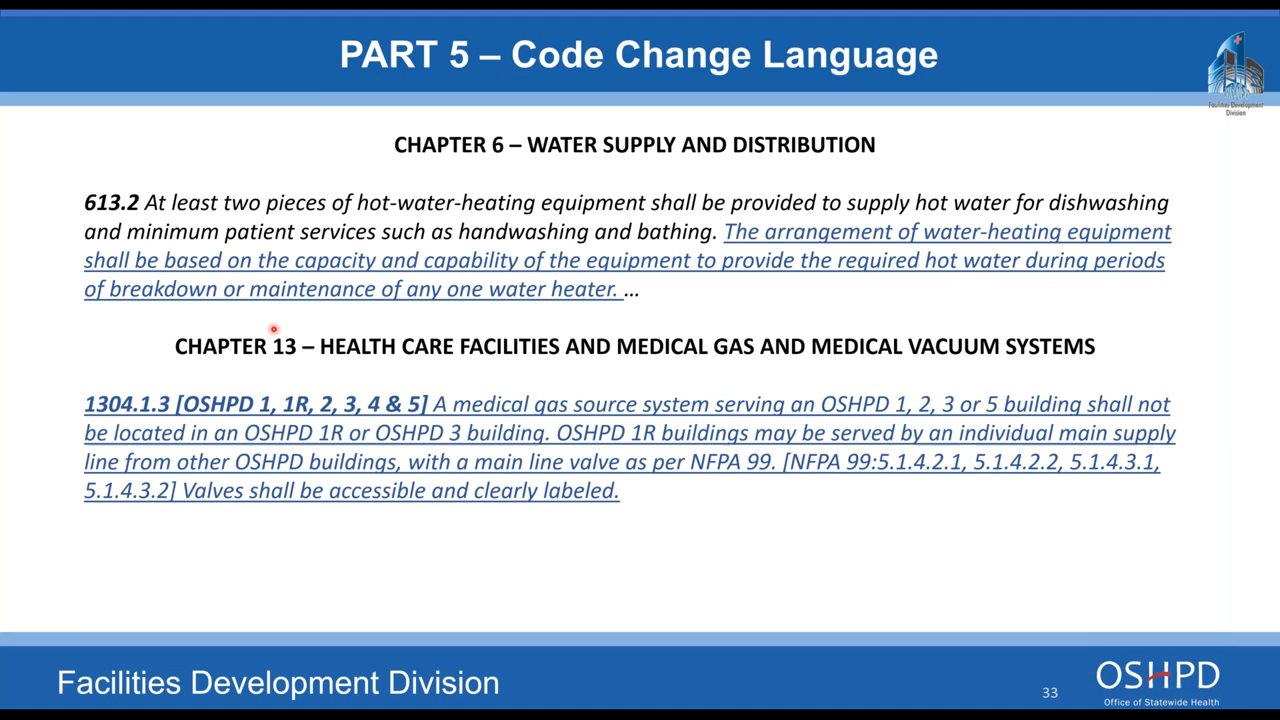 PART 5 – Code Change Language
Facilities Development
Division
CHAPTER 6 – WATER SUPPLY AND DISTRIBUTION
613.2 At least two pieces of hot-water-heating equipment shall be provided to supply hot water for dishwashing
and minimum patient services such as handwashing and bathing. The arrangement of water-heating equipment
shall be based on the capacity and capability of the equipment to provide the required hot water during periods
of breakdown or maintenance of any one water heater. …
CHAPTER 13 – HEALTH CARE FACILITIES AND MEDICAL GAS AND MEDICAL VACUUM SYSTEMS
1304.1.3 [OSHPD 1, 1R, 2, 3, 4 & 5] A medical gas source system serving an OSHPD 1, 2, 3 or 5 building shall not
be located in an OSHPD 1R or OSHPD 3 building. OSHPD 1R buildings may be served by an individual main supply
line from other OSHPD buildings, with a main line valve as per NFPA 99. [NFPA 99:5.1.4.2.1, 5.1.4.2.2, 5.1.4.3.1,
5.1.4.3.2] Valves shall be accessible and clearly labeled.
Facilities Development Division
33
OSHPD
Office of Statewide Health